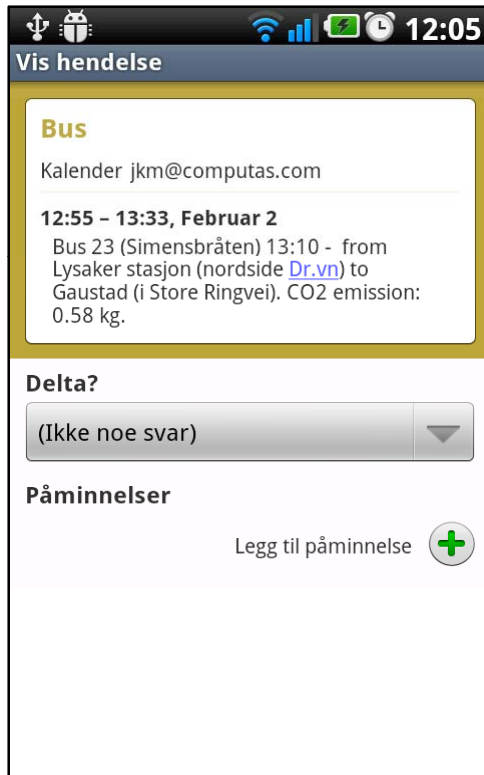 12:05
Vis hendelse
Bus
Kalender jkm@computas.com
12:55 – 13:33, Februar 2
Bus 23 (Simensbråten) 13:10 -  from
Lysaker stasjon (nordside Dr.vn) to
Gaustad (i Store Ringvei). CO2 emission:
0.58 kg.
Delta?
(Ikke noe svar)
Påminnelser
Legg til påminnelse